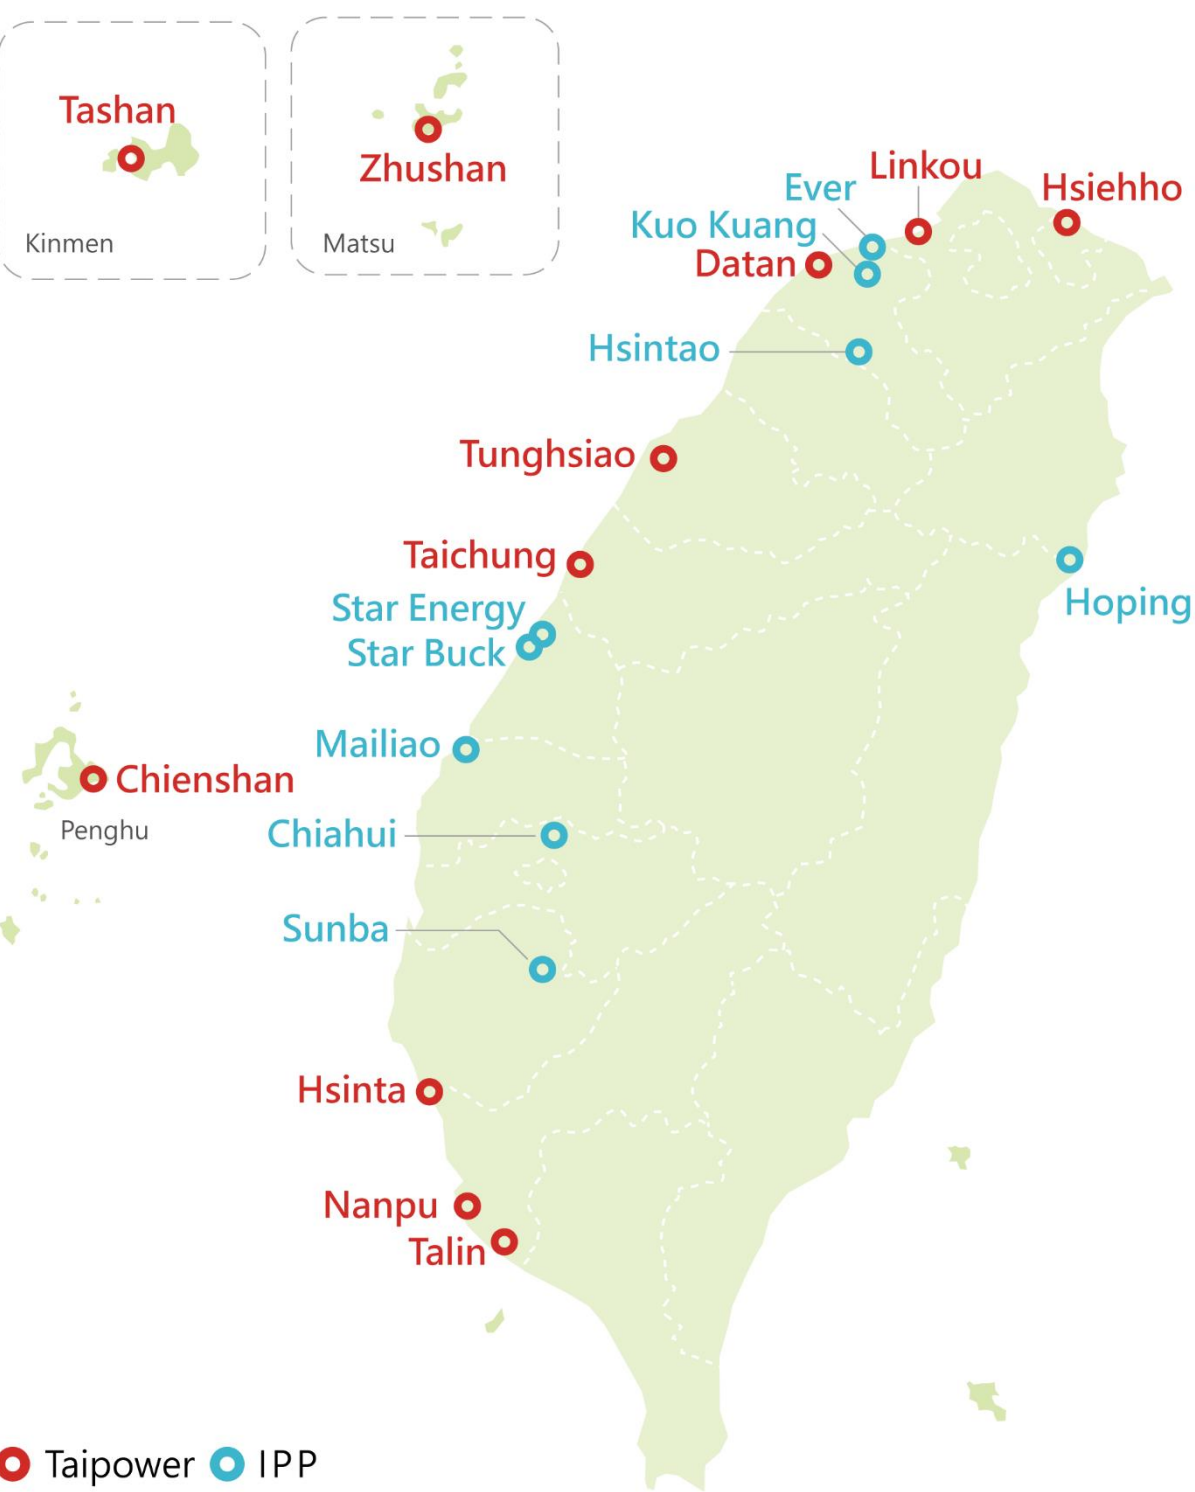 Tashan
Kinmen
Zhushan
Matsu
Linkou
Ever
Hsiehho
Kuo Kuang
Datan
Hsintao
Tunghsiao
Taichung
Star Energy
Hoping
Star Buck
Mailiao
Chienshan
Penghu
Chiahui
Sunba
Hsinta
Nanpu
Talin
Taipower
IPP